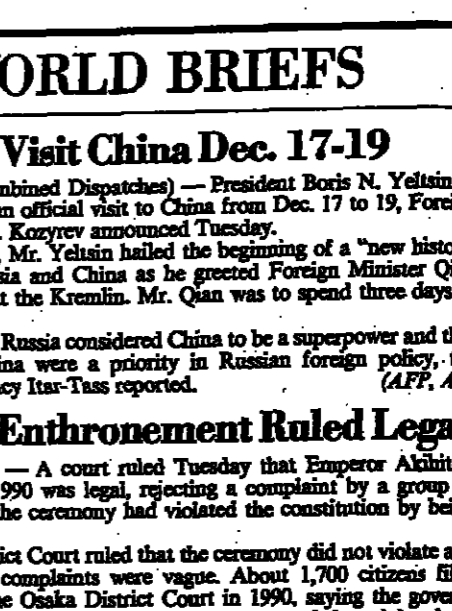 ORLD BRIEFS
Visit China Dec. 17-19
nbined Dispatches) — President Boris N. Yeltsin
n official visit to China from Dec. 17 to 19, Forei
. Kozyrev announced Tuesday.
, Mr. Yeltsin hailed the beginning of a "new histo
sia and China as he greeted Foreign Minister Qi
t the Kremlin. Mr. Qian was to spend three days
Russia considered China to be a superpower and th
ina were a priority in Russian foreign policy,
cy Itar-Tass reported. (AFP, A
Enthronement Ruled Lega
— A court ruled Tuesday that Emperor Akihit
990 was legal, rejecting a complaint by a group
he ceremony had violated the constitution by bei
ict Court ruled that the ceremony did not violate a
complaints were vague. About 1,700 citizens fil
e Osaka District Court in 1990, saying the gover